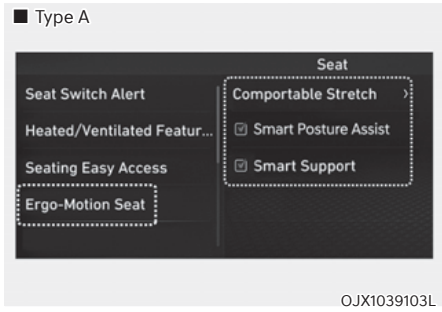 ■ Type A
Seat
Seat Switch Alert
Heated/Ventilated Featur...
Seating Easy Access
Ergo-Motion Seat
Comportable Stretch >
Smart Posture Assist
Smart Support
OJX1039103L